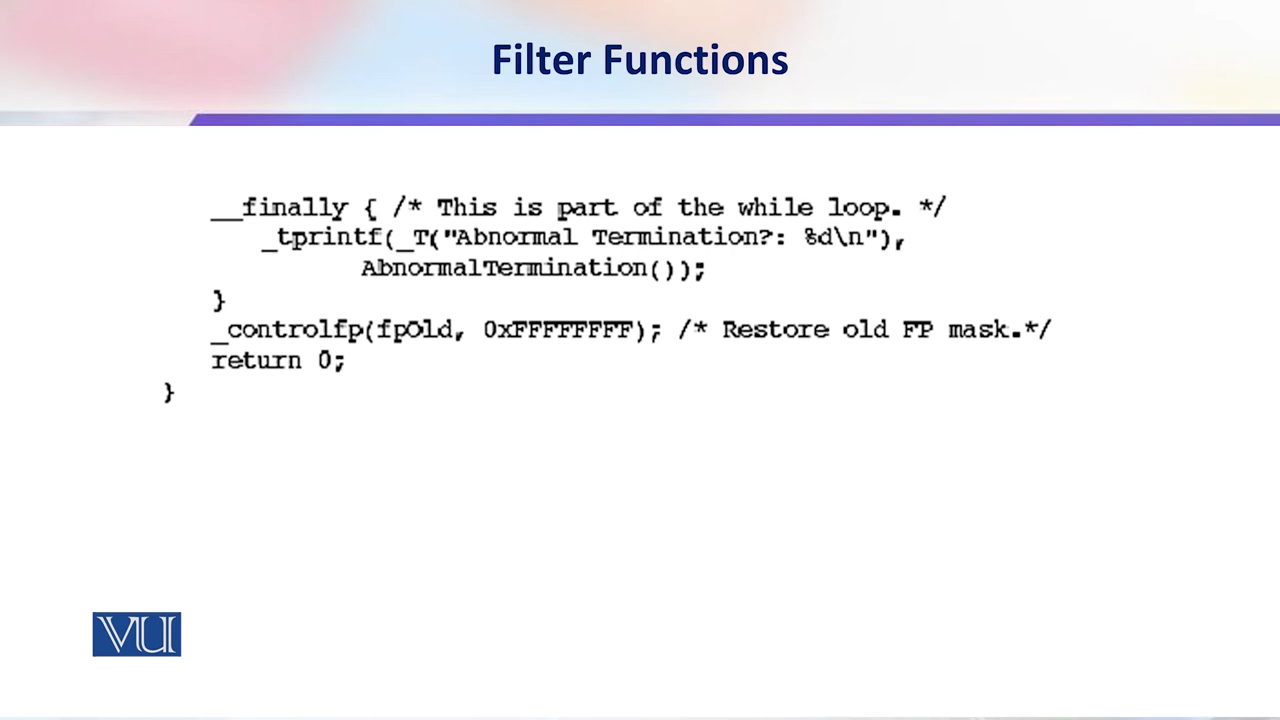 Filter Functions
__finally { /* This is part of the while loop. */
_tprintf(_T("Abnormal Termination?: %d\n"),
AbnormalTermination());
}
_controlfp(fpOld, 0xFFFFFFFF); /* Restore old FP mask.*/
return 0;
}
VU